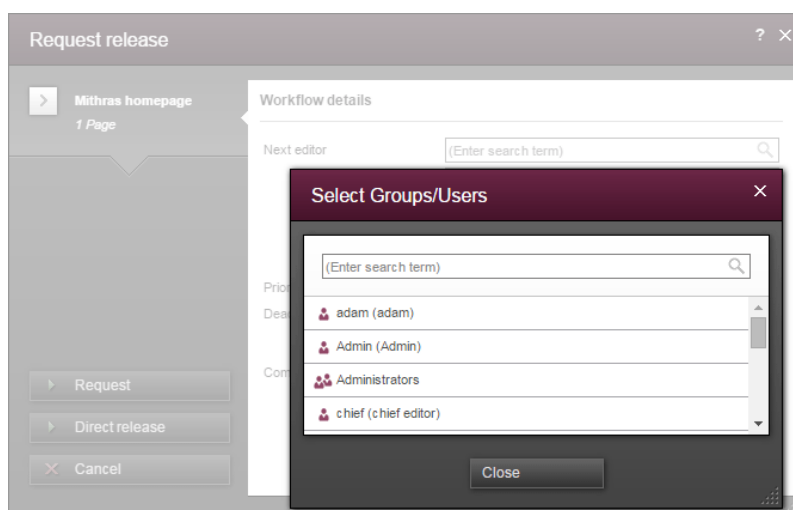 Request release
?
Mithras homepage
1 Page
Workflow details
Next editor
(Enter search term)
Select Groups/Users
(Enter search term)
adam (adam)
Admin (Admin)
Administrators
chief (chief editor)
Request
Direct release
Cancel
Close